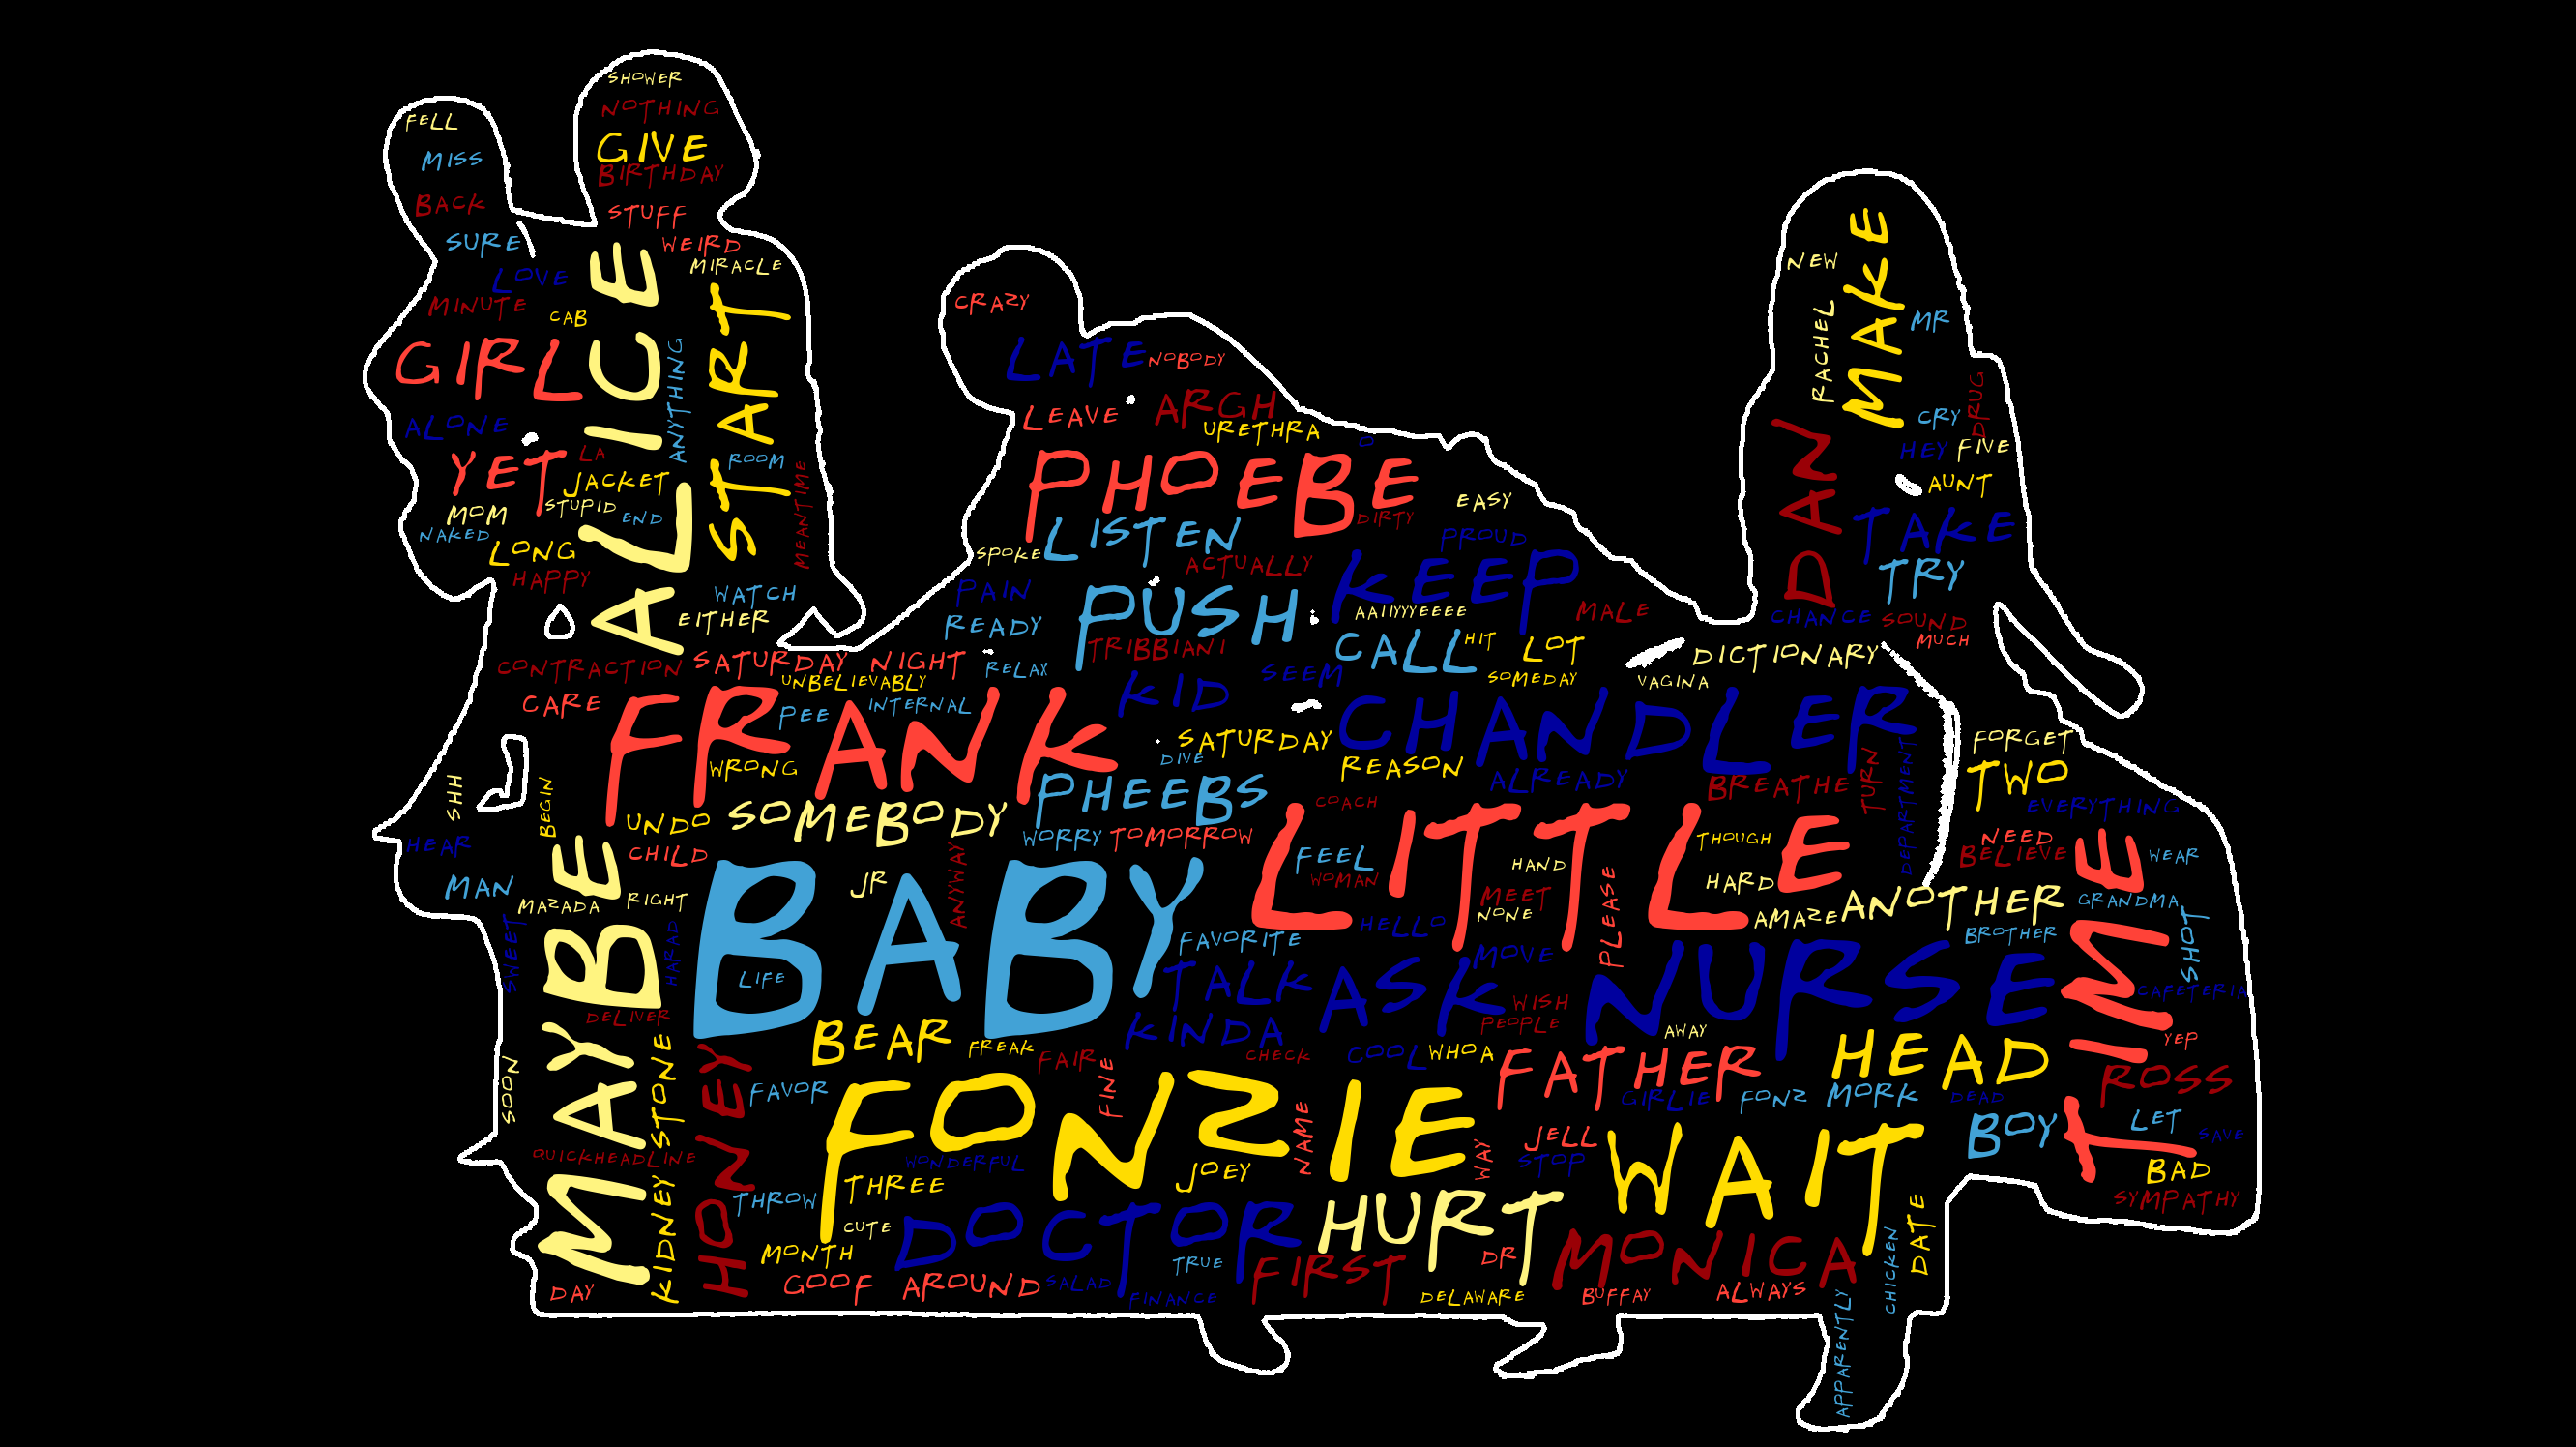 SHOWER
NOTHING
GIVE
BIRTHDAY
STUFF
WEIRD
MIRACLE
FELL
MISS
BACK
SURE
LOVE
MINUTE
CAB
GIRL
ALICE
START
ANYTHING
ALONE
YET
LA
JACKET
ROOM
MEANTIME
MOM
STUPID
END
NAKED
LONG
HAPPY
WATCH
EITHER
CRAZY
LATE
NOBODY
LEAVE
ARGH
URETHRA
O
PHOEBE
EASY
DIRTY
LISTEN
SPOKE
PROUD
ACTUALLY
KEEP
PAIN
PUSH
AAIIYYYEEEE
MALE
READY
TRIBBIANI
CALL
HIT
LOT
RELAX
SEEM
SOMEDAY
NEW
MAKE
RACHEL
MR
DRUG
CRY
HEY
FIVE
AUNT
DAN
TAKE
TRY
CHANCE
SOUND
MUCH
DICTIONARY
VAGINA
CONTRACTION
SATURDAY NIGHT
UNBELIEVABLY
CARE
FRANK
PEE
INTERNAL
KID
CHANDLER
WRONG
SATURDAY
DIVE
REASON
ALREADY
BREATHE
TURN
DEPARTMENT
FORGET
TWO
EVERYTHING
SHH
BEGIN
UNDO
SOMEBODY
PHEEBS
COACH
WORRY
TOMORROW
LITTLE
THOUGH
NEED
BELIEVE
WEAR
HEAR
CHILD
MAN
MAZADA
RIGHT
BABY
JR
ANYWAY
FEEL
WOMAN
HAND
HARD
MEET
NONE
PLEASE
AMAZE
ANOTHER
GRANDMA
HELLO
BROTHER
SHOT
SWEET
MAYBE
HARAD
LIFE
FAVORITE
TALK
ASK
MOVE
NURSE
TIME
CAFETERIA
DELIVER
KINDA
WISH
PEOPLE
AWAY
YEP
BEAR
FREAK
FAIR
FINE
CHECK
COOL
WHOA
FATHER
HEAD
ROSS
SOON
KIDNEY STONE
HONEY
FAVOR
FONZIE
GIRLIE
FONZ
MORK
DEAD
BOY
LET
SAVE
QUICKHEADLINE
WONDERFUL
JOEY
NAME
WAY
JELL
STOP
WAIT
BAD
SYMPATHY
THROW
THREE
CUTE
DOCTOR
HURT
DATE
MONTH
TRUE
FIRST
DR
MONICA
CHICKEN
DAY
GOOF
AROUND
SALAD
FINANCE
DELAWARE
BUFFAY
ALWAYS
APPARENTLY